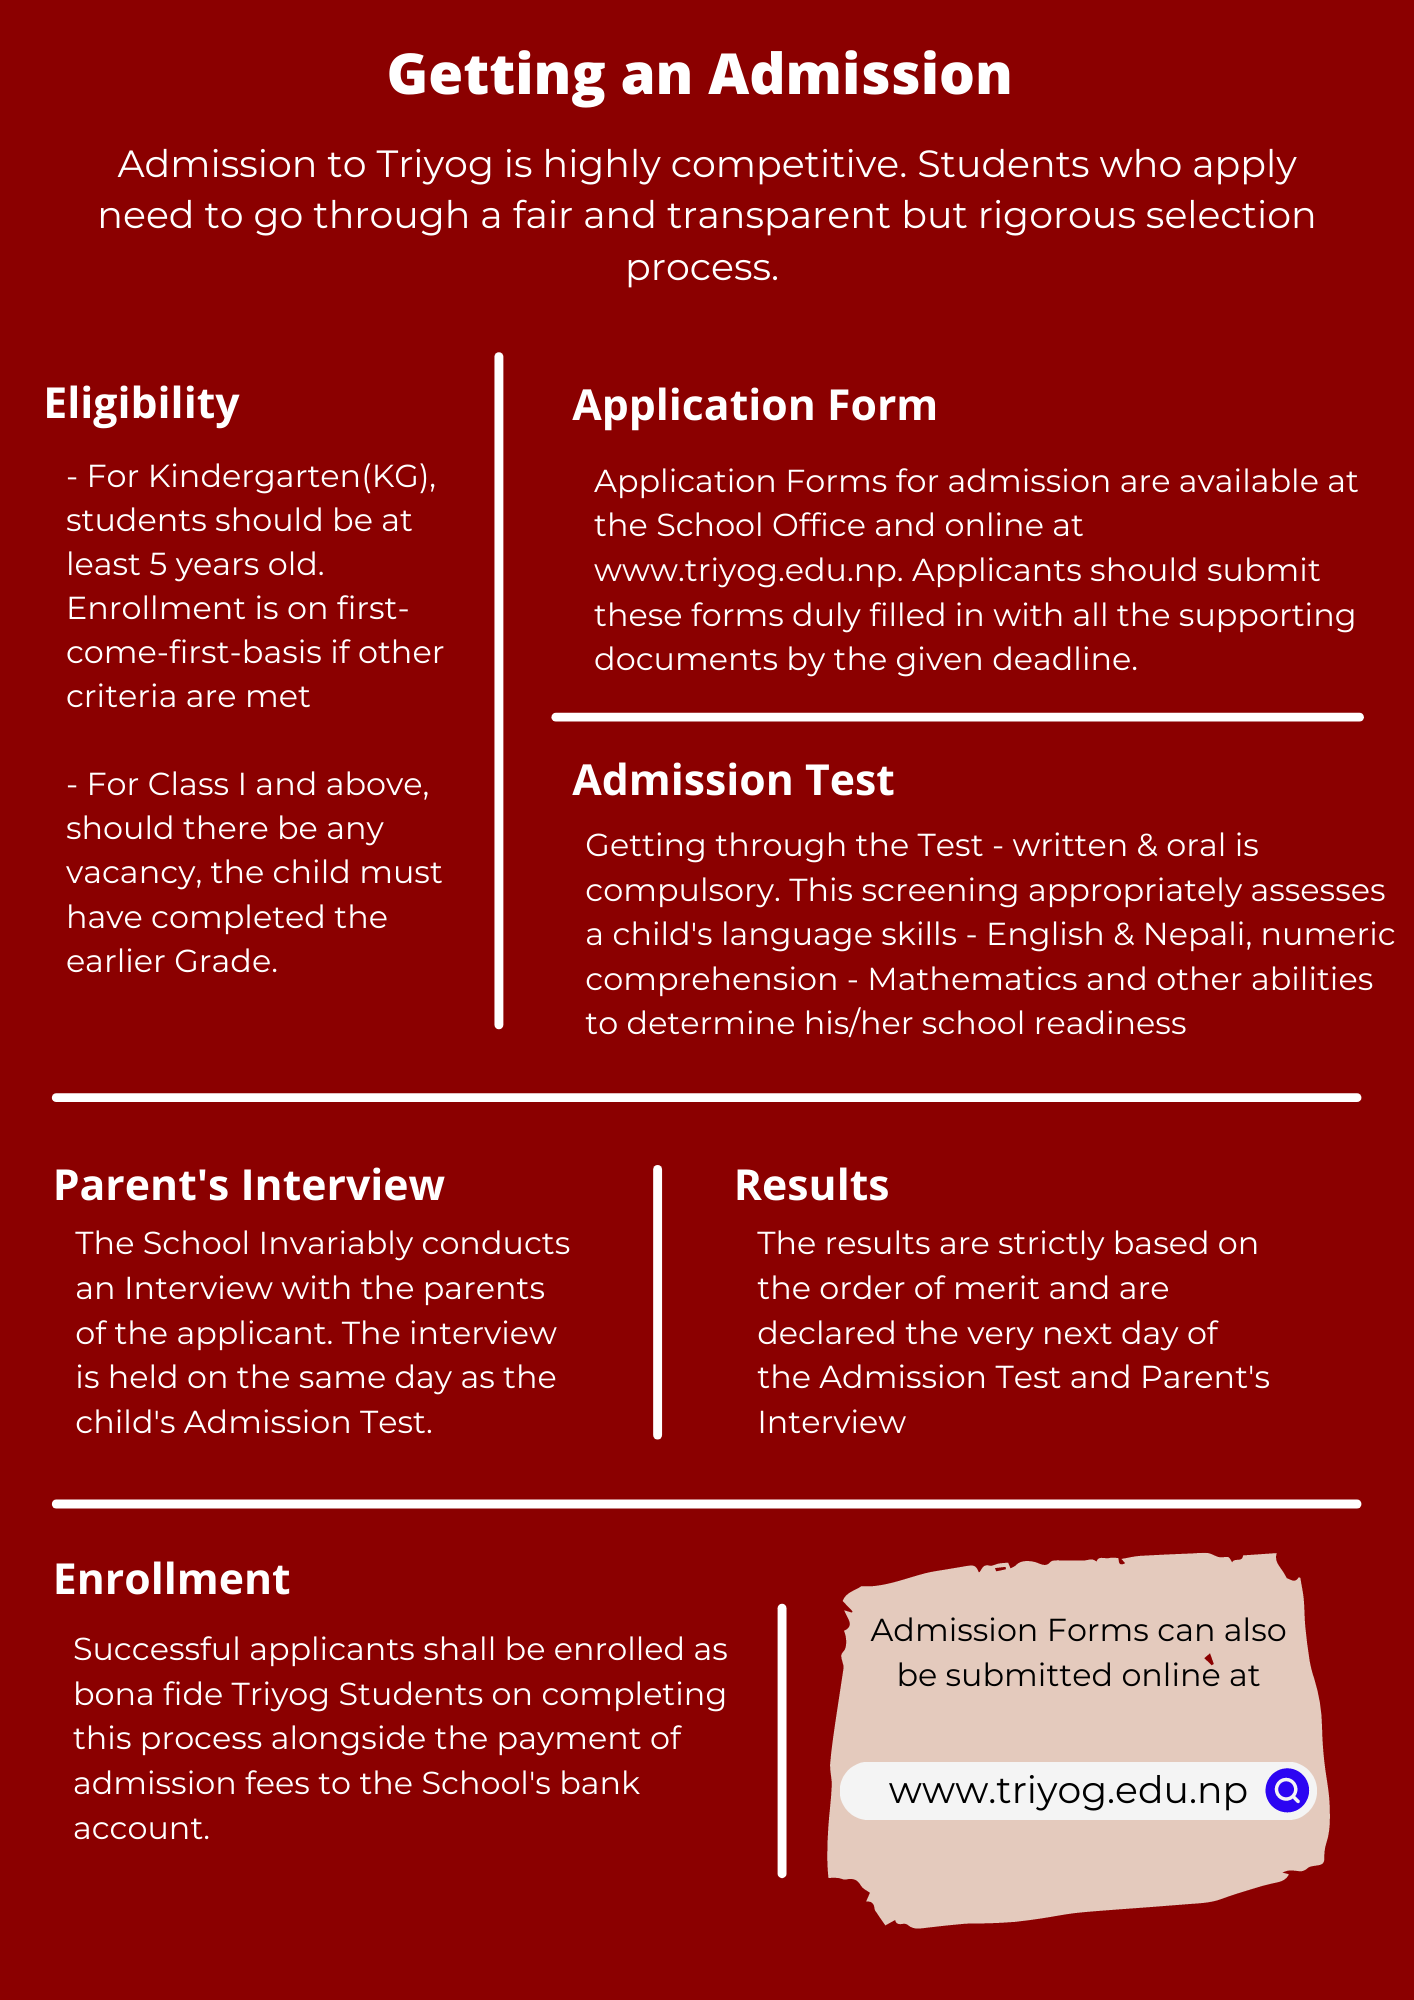 Getting an Admission
Admission to Triyog is highly competitive. Students who apply
need to go through a fair and transparent but rigorous selection
process.
Eligibility
- For Kindergarten(KG),
students should be at
least 5 years old.
Enrollment is on first-
come-first-basis if other
criteria are met
- For Class I and above,
should there be any
vacancy, the child must
have completed the
earlier Grade.
Application Form
Application Forms for admission are available at
the School Office and online at
www.triyog.edu.np. Applicants should submit
these forms duly filled in with all the supporting
documents by the given deadline.
Admission Test
Getting through the Test - written & oral is
compulsory. This screening appropriately assesses
a child's language skills - English & Nepali, numeric
comprehension - Mathematics and other abilities
to determine his/her school readiness
Parent's Interview
The School Invariably conducts
an Interview with the parents
of the applicant. The interview
is held on the same day as the
child's Admission Test.
Results
The results are strictly based on
the order of merit and are
declared the very next day of
the Admission Test and Parent's
Interview
Enrollment
Successful applicants shall be enrolled as
bona fide Triyog Students on completing
this process alongside the payment of
admission fees to the School's bank
account.
Admission Forms can also
be submitted online at
www.triyog.edu.np